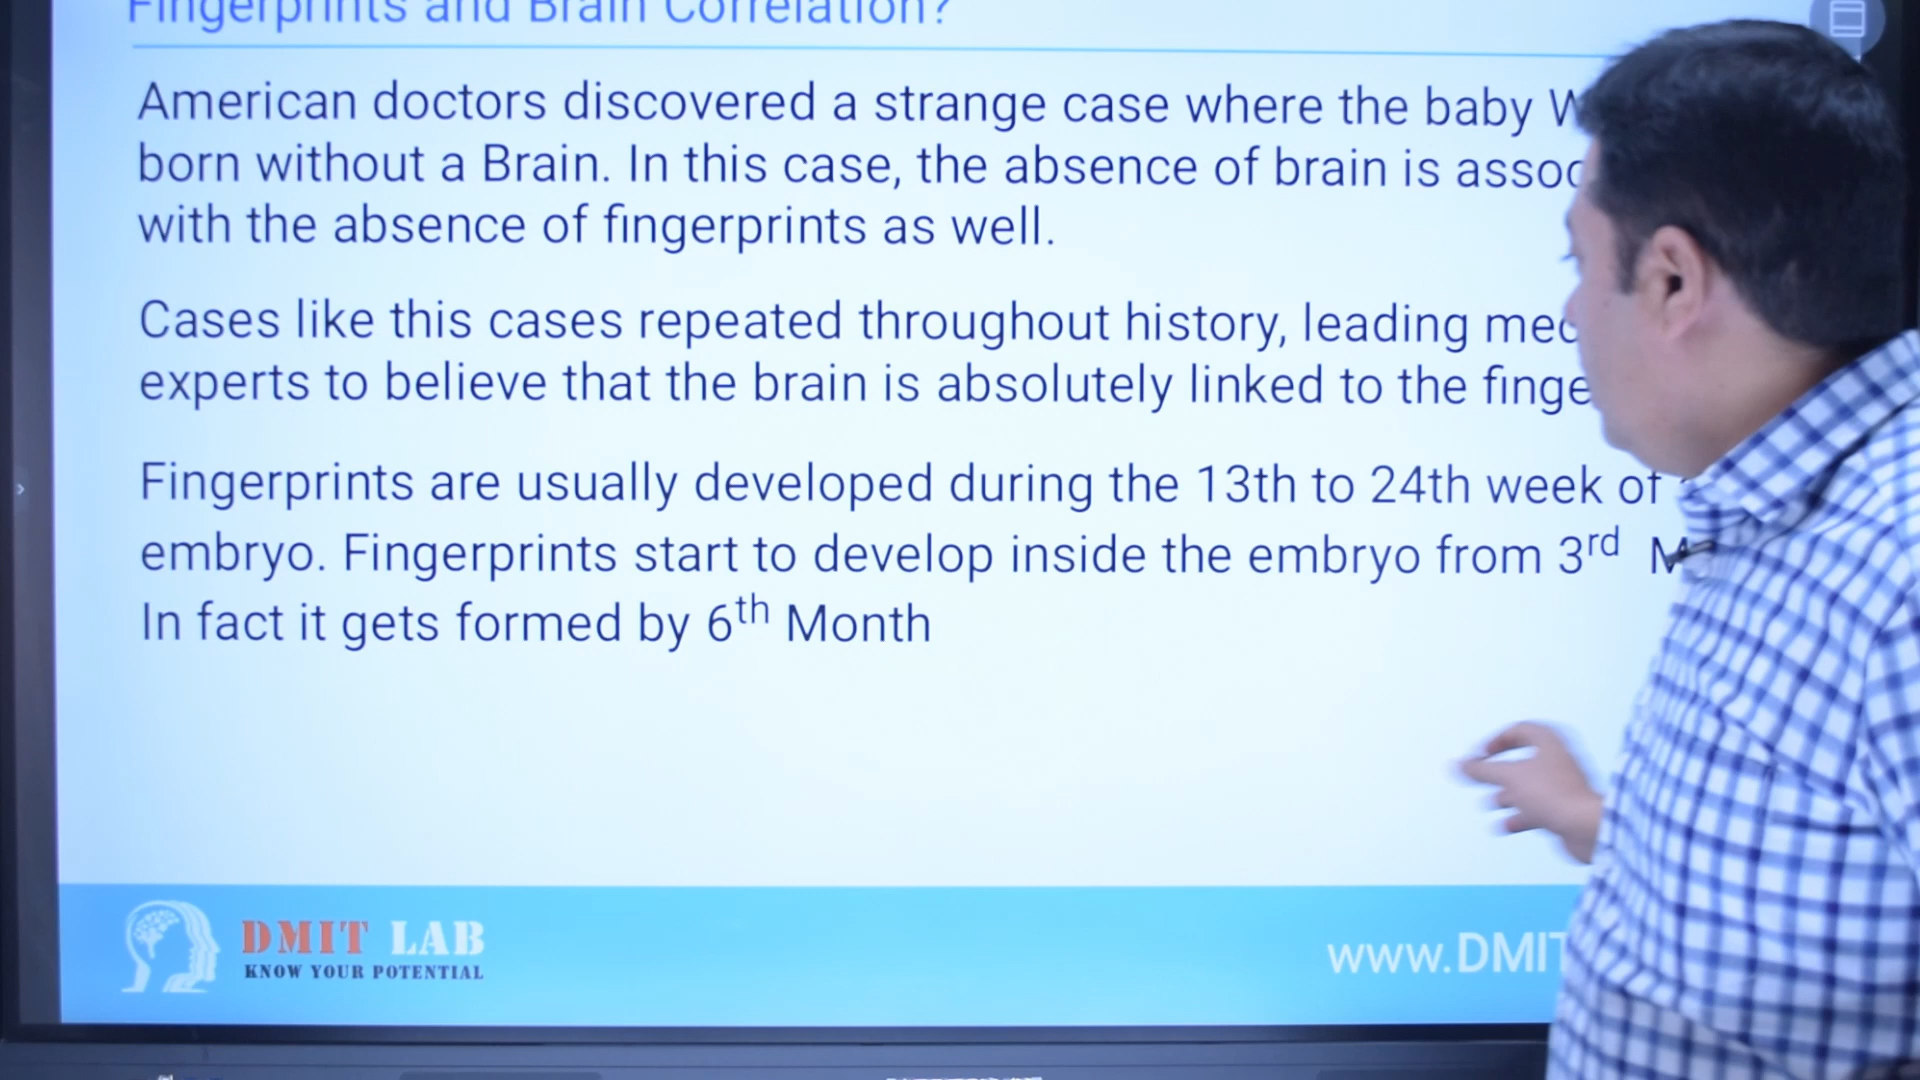 Fingerprints and Brain Correlation?
American doctors discovered a strange case where the baby
born without a Brain. In this case, the absence of brain is
with the absence of fingerprints as well.
Cases like this cases repeated throughout history, leading
experts to believe that the brain is absolutely linked to the
Fingerprints are usually developed during the 13th to 24th week of
embryo. Fingerprints start to develop inside the embryo from 3rd
In fact it gets formed by 6th Month
DMIT LAB
KNOW YOUR POTENTIAL
www.DMIT